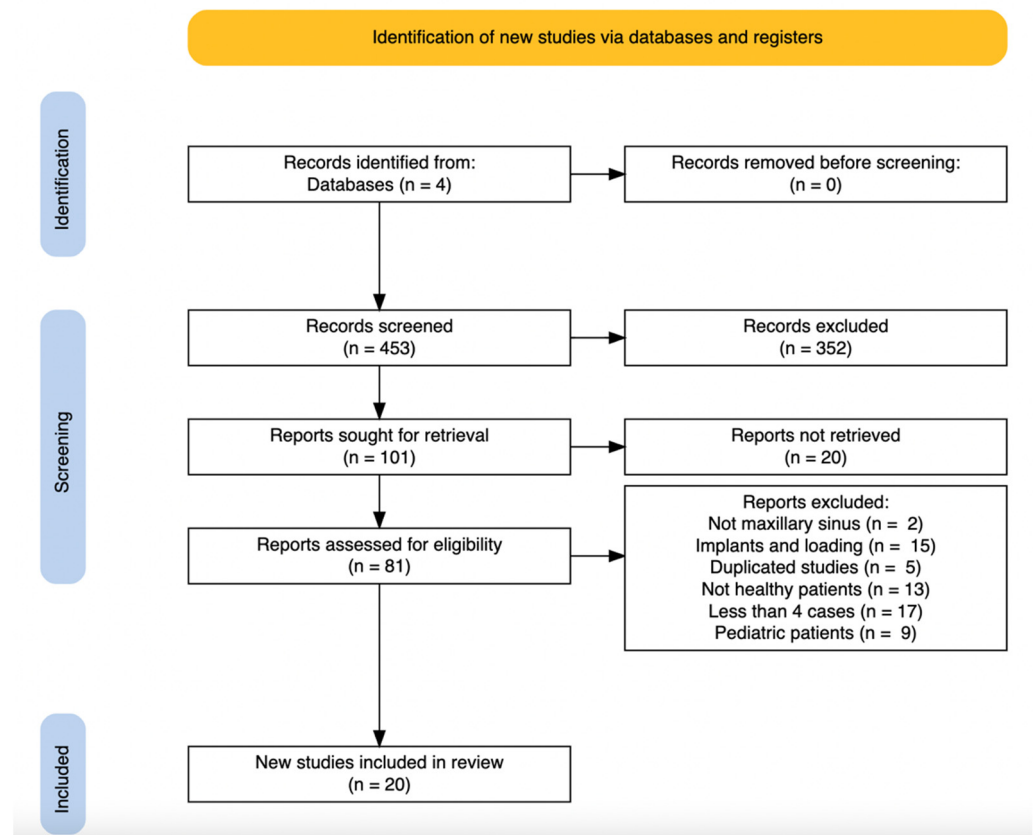 Identification of new studies via databases and registers
Identification
Records identified from:
Databases (n = 4)
Records removed before screening:
(n = 0)
Screening
Records screened
(n = 453)
Records excluded
(n = 352)
Reports sought for retrieval
(n = 101)
Reports not retrieved
(n = 20)
Reports assessed for eligibility
(n = 81)
Reports excluded:
Not maxillary sinus (n = 2)
Implants and loading (n = 15)
Duplicated studies (n = 5)
Not healthy patients (n = 13)
Less than 4 cases (n = 17)
Pediatric patients (n = 9)
Included
New studies included in review
(n = 20)